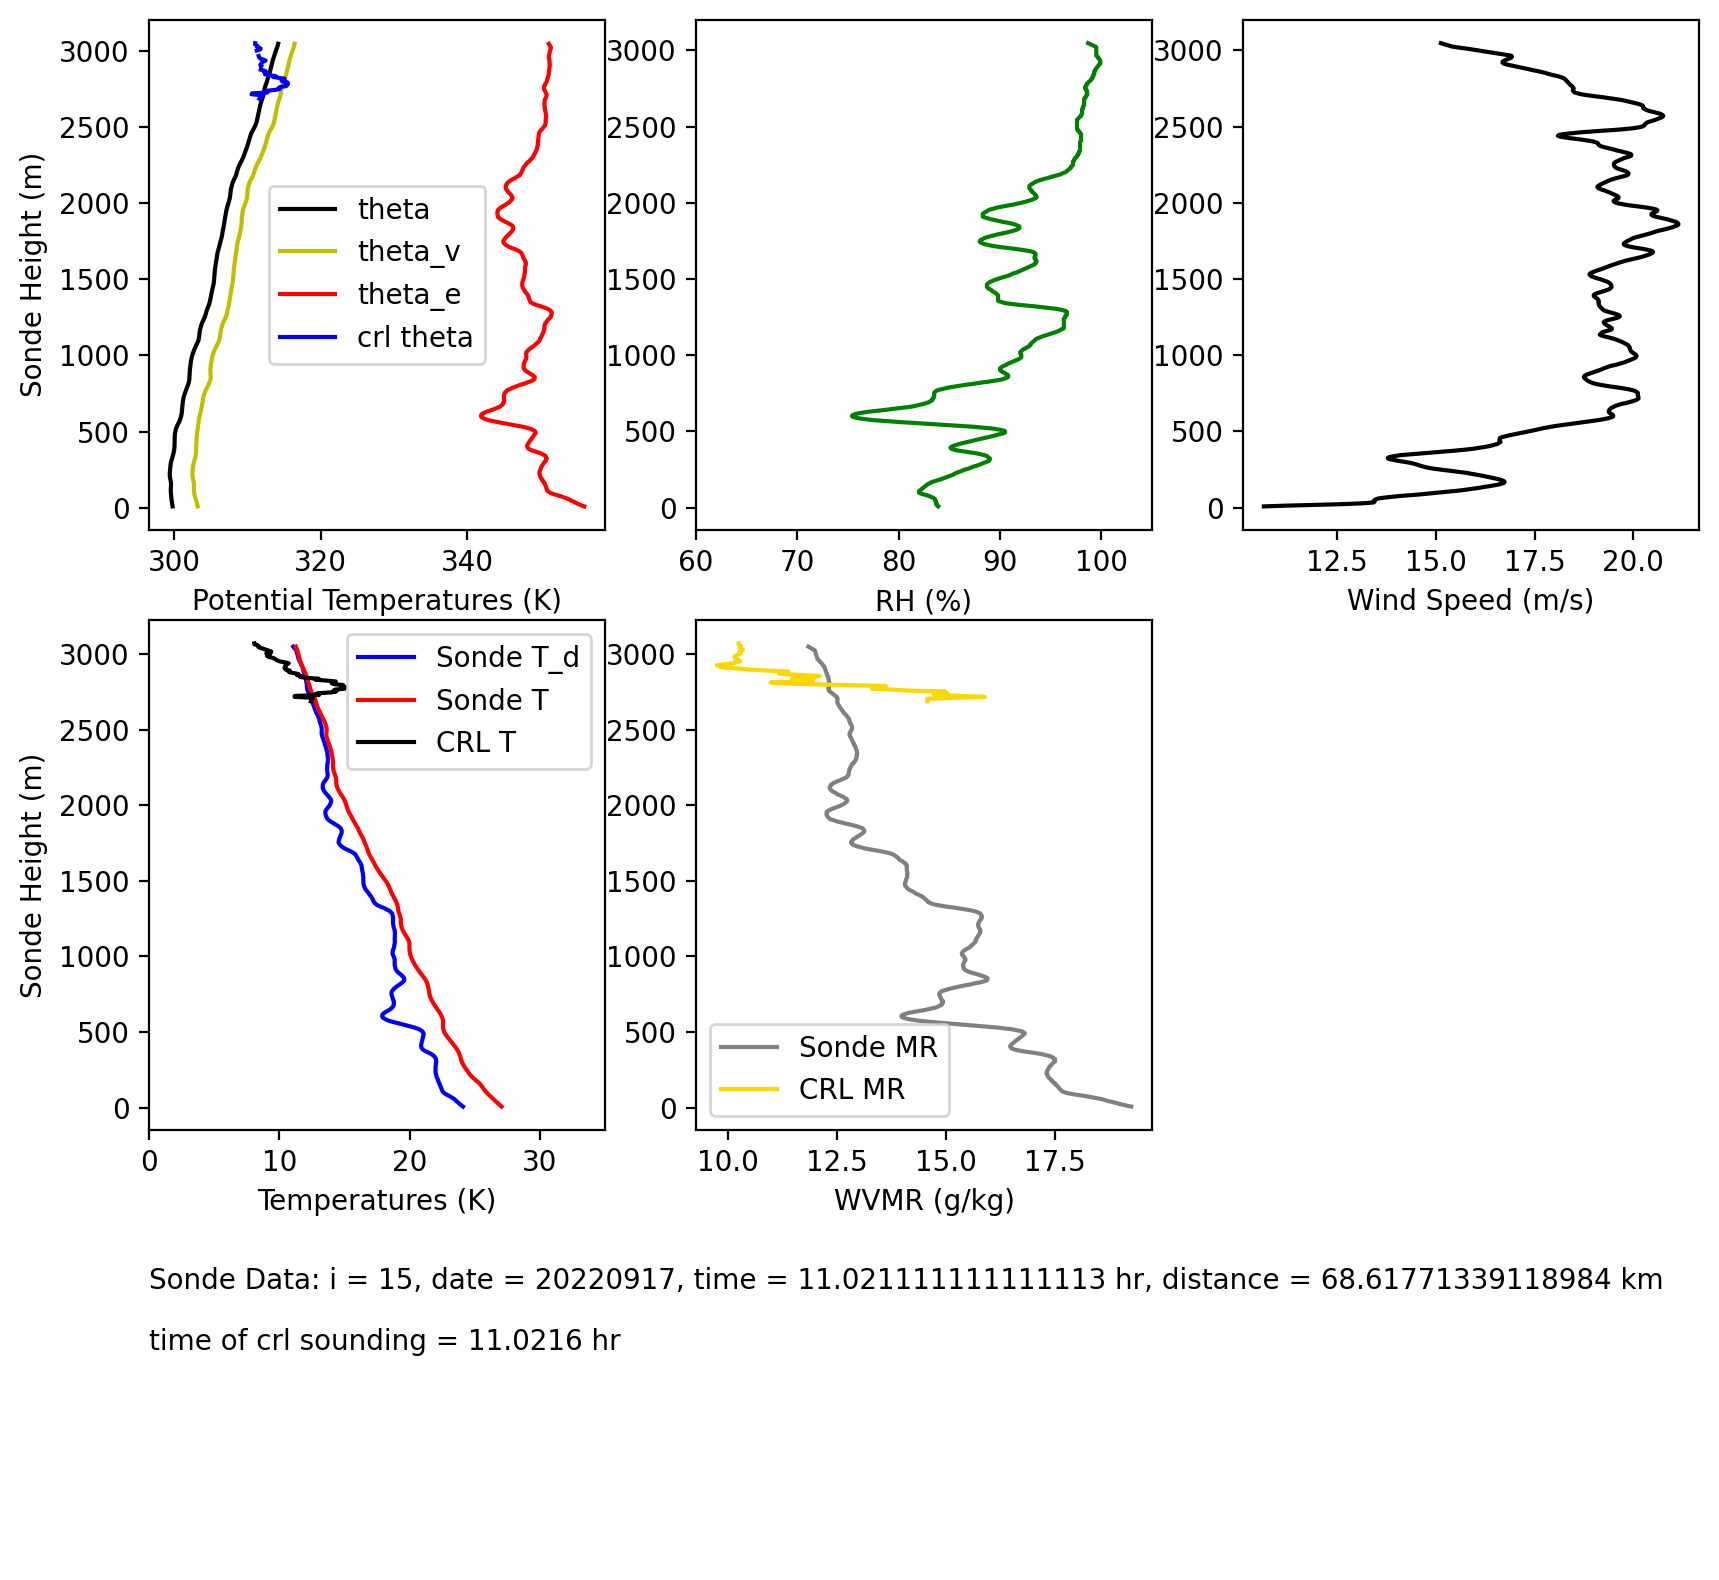 3000
2500
2000
1500
1000
500
0
Sonde Height (m)
300 320 340
Potential Temperatures (K)
theta
theta_v
theta_e
crl theta
3000
2500
2000
1500
1000
500
0
60 70 80 90 100
RH (%)
3000
2500
2000
1500
1000
500
0
12.5 15.0 17.5 20.0
Wind Speed (m/s)
3000
2500
2000
1500
1000
500
0
Sonde Height (m)
0 10 20 30
Temperatures (K)
Sonde T_d
Sonde T
CRL T
3000
2500
2000
1500
1000
500
0
10.0 12.5 15.0 17.5
WVMR (g/kg)
Sonde MR
CRL MR
Sonde Data: i = 15, date = 20220917, time = 11.021111111111113 hr, distance = 68.61771339118984 km
time of crl sounding = 11.0216 hr